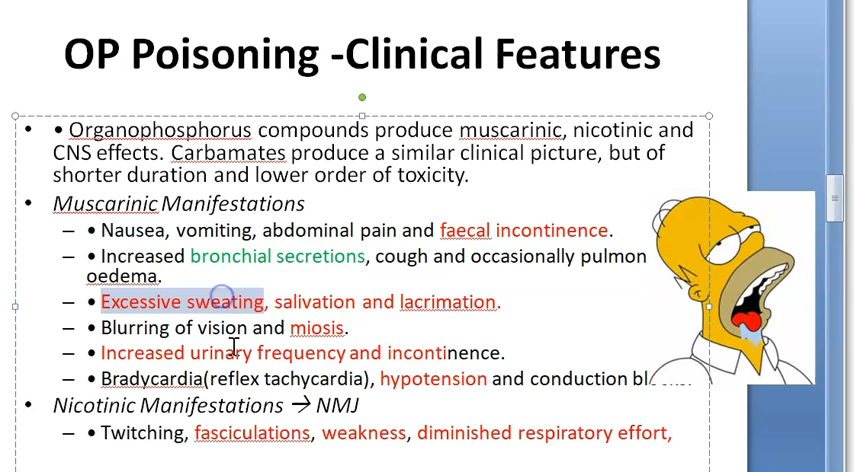 OP Poisoning -Clinical Features
• • Organophosphorus compounds produce muscarinic, nicotinic and
CNS effects. Carbamates produce a similar clinical picture, but of
shorter duration and lower order of toxicity.
• Muscarinic Manifestations
– • Nausea, vomiting, abdominal pain and faecal incontinence.
– • Increased bronchial secretions, cough and occasionally pulmon
oedema.
– • Excessive sweating, salivation and lacrimation.
– • Blurring of vision and miosis.
– • Increased urinary frequency and incontinence.
– • Bradycardia(reflex tachycardia), hypotension and conduction
• Nicotinic Manifestations → NMJ
– • Twitching, fasciculations, weakness, diminished respiratory effort,